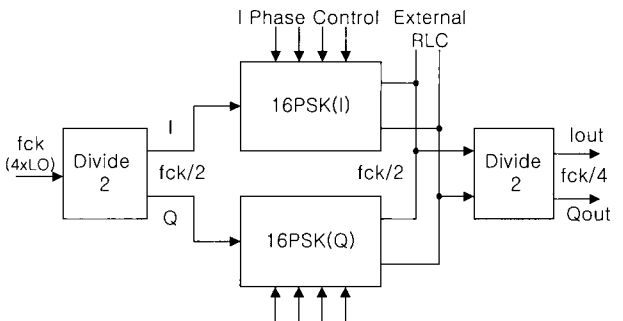 I Phase Control
External
RLC
16PSK(I)
fck
(4xLO)
Divide
2
I
fck/2
Q
fck/2
Divide
2
Iout
fck/4
Qout
16PSK(Q)